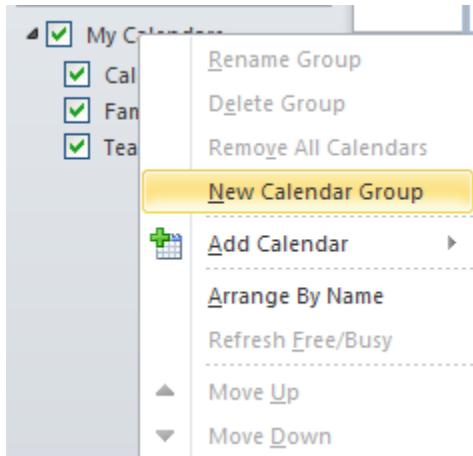 My Calendars
Cal
Fam
Tea
Rename Group
Delete Group
Remove All Calendars
New Calendar Group
Add Calendar
Arrange By Name
Refresh Free/Busy
Move Up
Move Down